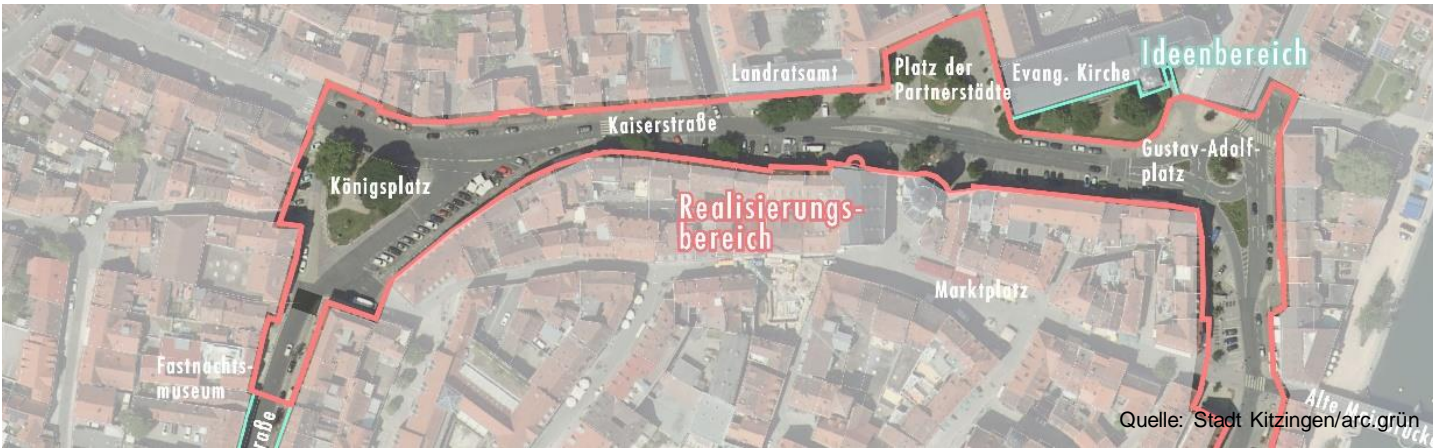 Ideenbereich
Landratsamt
Platz der
Partnerstädte
Evang. Kirche
Kaiserstraße
Gustav-Adolf-
platz
Königsplatz
Realisierungs-
bereich
Marktplatz
Fastnachts-
museum
Alte
Quelle: Stadt Kitzingen/arc.grün